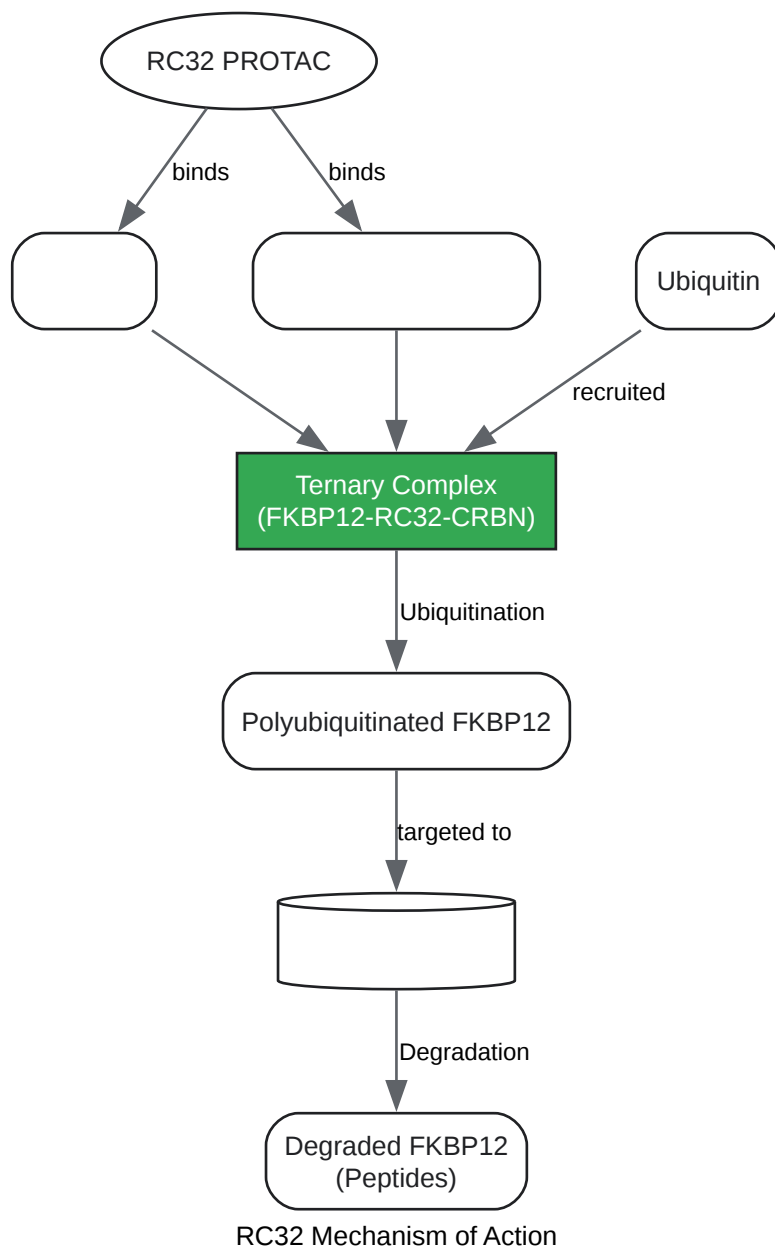 RC32 PROTAC
binds
binds
Ubiquitin
recruited
Ternary Complex
(FKBP12-RC32-CRBN)
Ubiquitination
Polyubiquitinated FKBP12
targeted to
Degradation
Degraded FKBP12
(Peptides)
RC32 Mechanism of Action